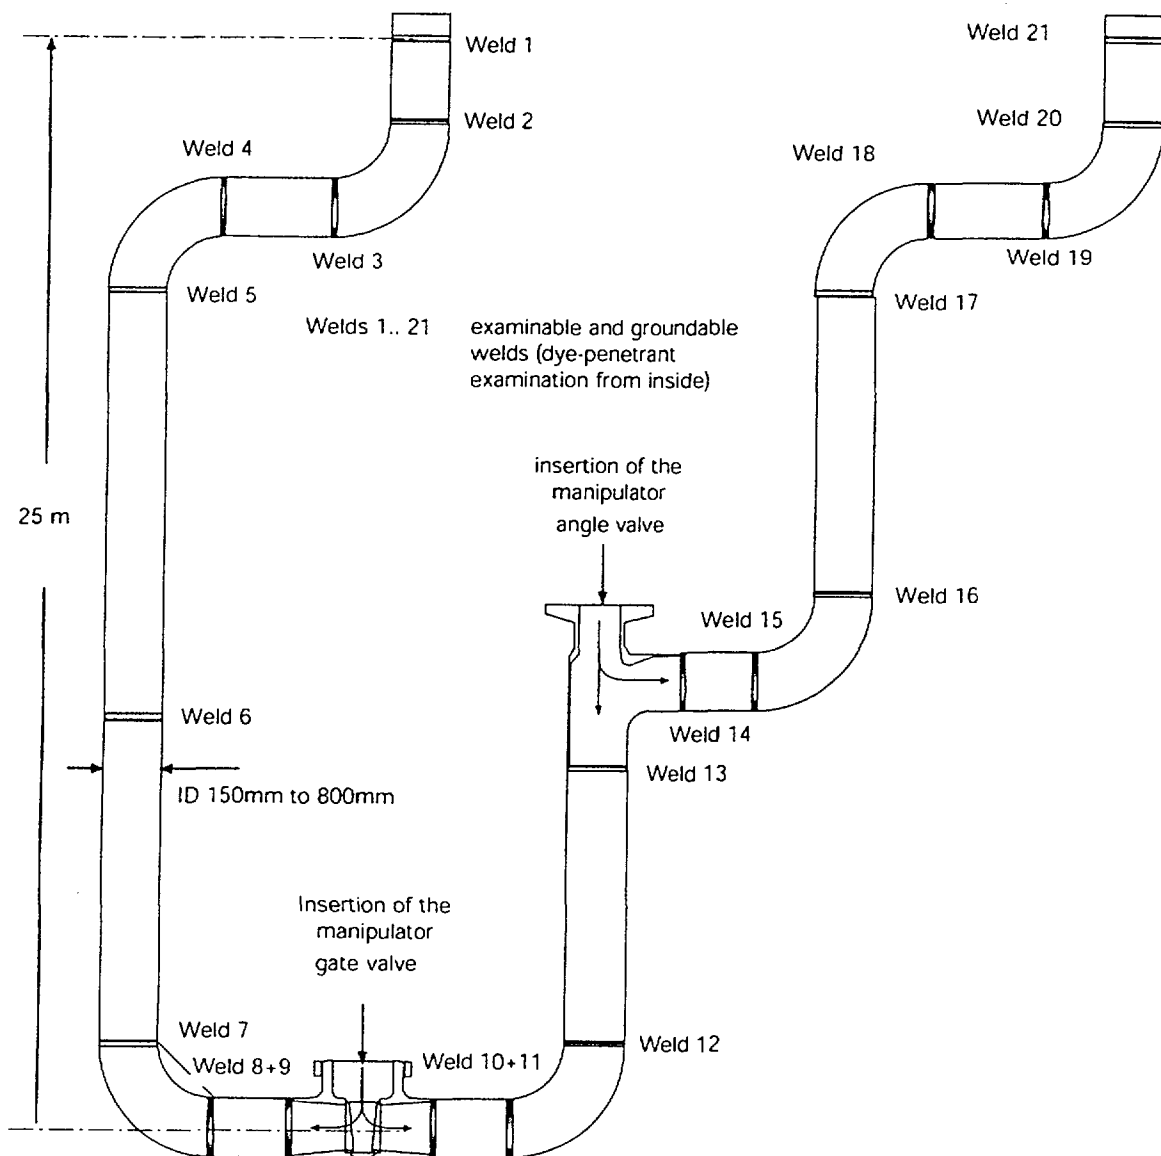 Weld 1
Weld 21
Weld 2
Weld 20
Weld 4
Weld 18
Weld 3
Weld 19
Weld 5
Weld 17
Welds 1.. 21 examinable and groundable
welds (dye-penetrant
examination from inside)
insertion of the
manipulator
angle valve
25 m
Weld 16
Weld 15
Weld 6
Weld 14
Weld 13
ID 150mm to 800mm
Insertion of the
manipulator
gate valve
Weld 7
Weld 12
Weld 8+9
Weld 10+11